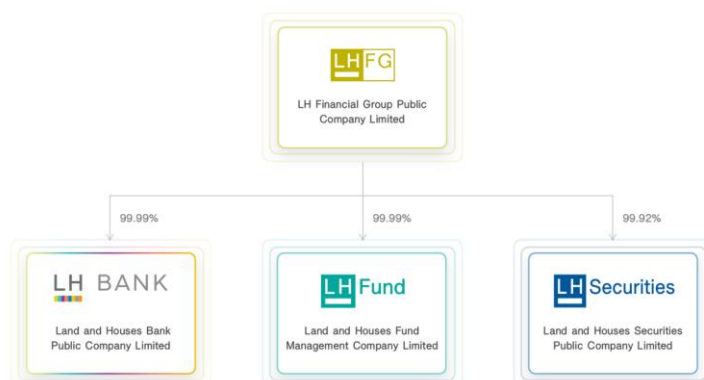 LH FG
LH Financial Group Public
Company Limited
99.99%
99.99%
99.92%
LH BANK
LH Fund
LH Securities
Land and Houses Bank
Public Company Limited
Land and Houses Fund
Management Company Limited
Land and Houses Securities
Public Company Limited